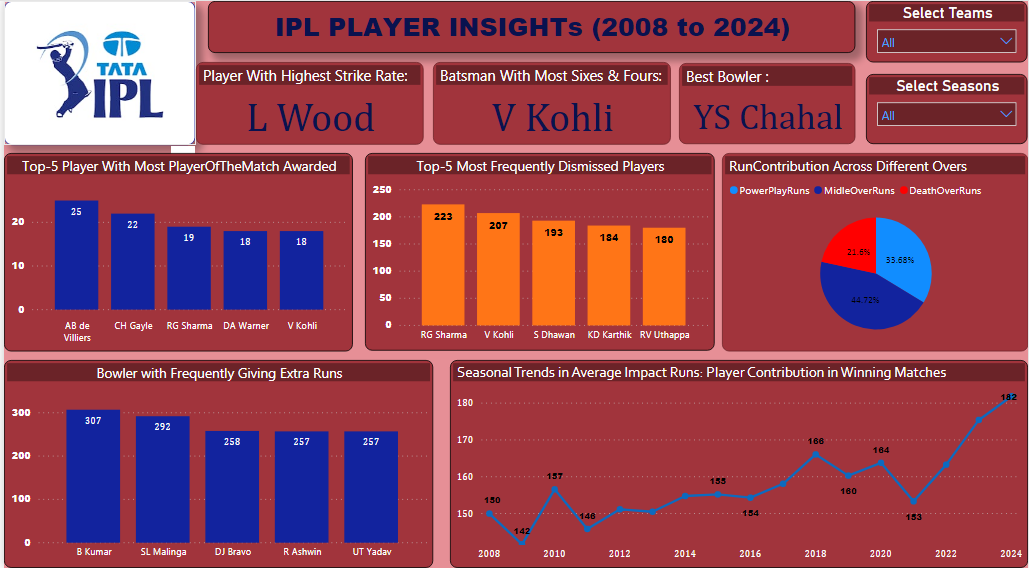 TATA
IPL
IPL PLAYER INSIGHTs (2008 to 2024)
Select Teams
All
Select Seasons
All
Player With Highest Strike Rate:
L Wood
Batsman With Most Sixes & Fours:
V Kohli
Best Bowler :
YS Chahal
Top-5 Player With Most PlayerOfTheMatch Awarded
20
10
0
25
22
19
18
18
AB de
Villiers
CH Gayle
RG Sharma
DA Warner
V Kohli
Top-5 Most Frequently Dismissed Players
250
200
150
100
50
0
223
207
193
184
180
RG Sharma
V Kohli
S Dhawan
KD Karthik
RV Uthappa
RunContribution Across Different Overs
PowerPlayRuns
MidleOverRuns
DeathOverRuns
21.6%
33.68%
44.72%
Bowler with Frequently Giving Extra Runs
300
200
100
0
307
292
258
257
257
B Kumar
SL Malinga
DJ Bravo
R Ashwin
UT Yadav
Seasonal Trends in Average Impact Runs: Player Contribution in Winning Matches
180
170
160
150
150
142
157
146
155
154
166
160
164
153
182
2008
2010
2012
2014
2016
2018
2020
2022
2024